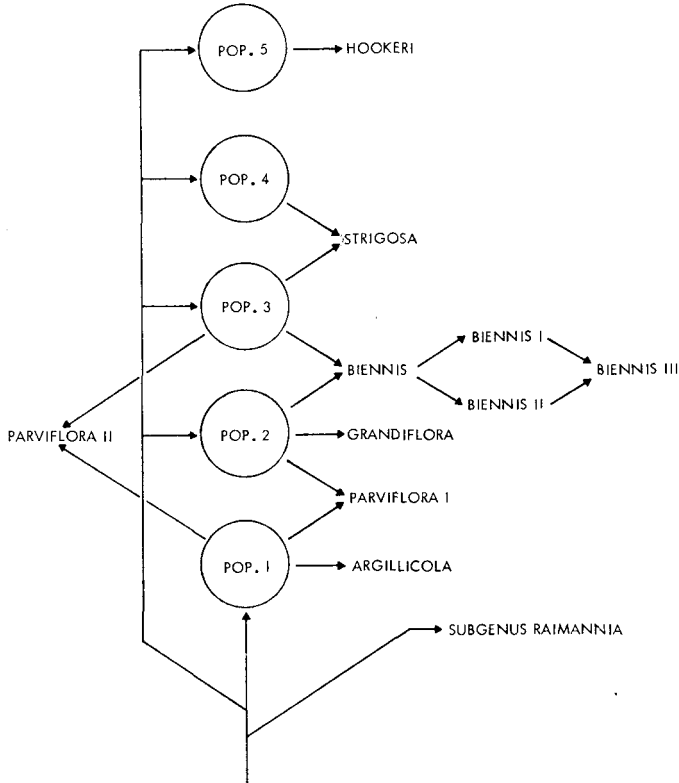 POP. 5
HOOKERI
POP. 4
STRIGOSA
POP. 3
BIENNIS I
BIENNIS
BIENNIS III
BIENNIS II
PARVIFLORA II
POP. 2
GRANDIFLORA
PARVIFLORA I
POP. 1
ARGILLICOLA
SUBGENUS RAIMANNIA